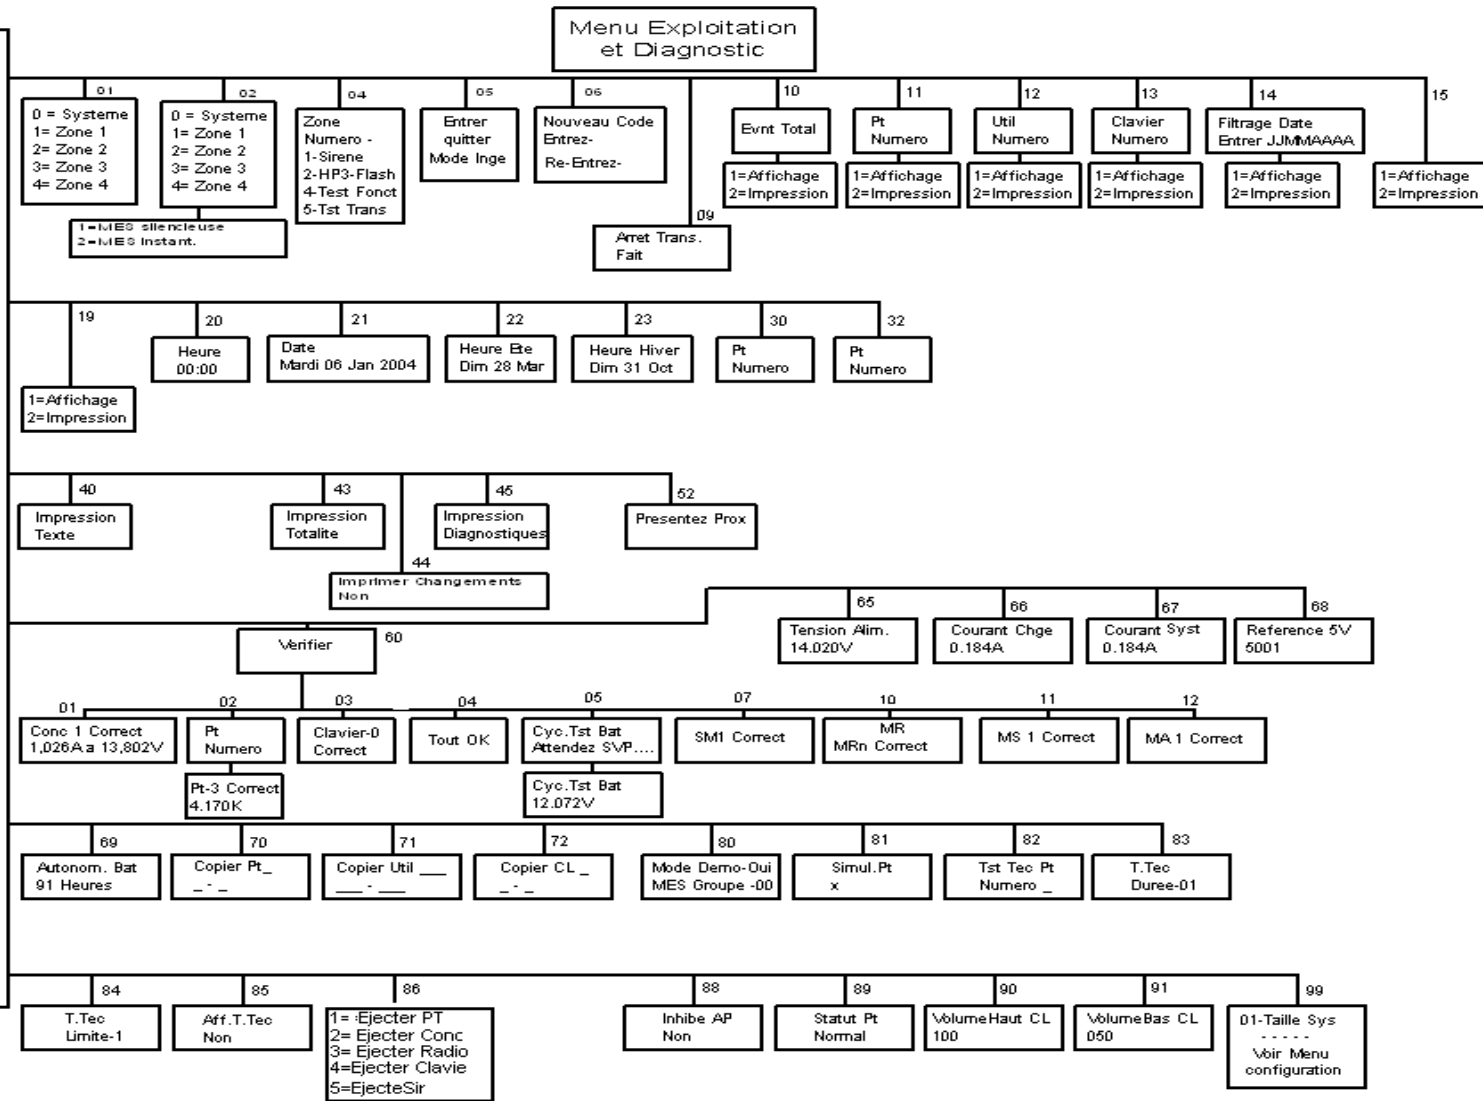 Menu Exploitation
et Diagnostic
01
0 = Systeme
1= Zone 1
2= Zone 2
3= Zone 3
4= Zone 4
02
0 = Systeme
1= Zone 1
2= Zone 2
3= Zone 3
4= Zone 4
1=MES silencieuse
2=MES Instant.
04
Zone
Numero -
1-Sirene
2-HP3-Flash
4-Test Fonct
5-Tst Trans
05
Entrer
quitter
Mode Inge
06
Nouveau Code
Entrez-
Re-Entrez-
09
Arret Trans.
Fait
10
Evnt Total
1=Affichage
2=Impression
11
Pt
Numero
1=Affichage
2=Impression
12
Util
Numero
1=Affichage
2=Impression
13
Clavier
Numero
1=Affichage
2=Impression
14
Filtrage Date
Entrer JJMMAAAA
1=Affichage
2=Impression
15
1=Affichage
2=Impression
19
1=Affichage
2=Impression
20
Heure
00:00
21
Date
Mardi 06 Jan 2004
22
Heure Ete
Dim 28 Mar
23
Heure Hiver
Dim 31 Oct
30
Pt
Numero
32
Pt
Numero
40
Impression
Texte
43
Impression
Totalite
44
Imprimer Changements
Non
45
Impression
Diagnostiques
52
Presentez Prox
60
Verifier
65
Tension Alim.
14.020V
66
Courant Chge
0.184A
67
Courant Syst
0.184A
68
Reference 5V
5001
01
Conc 1 Correct
1,026A a 13,802V
02
Pt
Numero
Pt-3 Correct
4.170K
03
Clavier-0
Correct
04
Tout OK
05
Cyc.Tst Bat
Attendez SVP....
Cyc.Tst Bat
12.072V
07
SM1 Correct
10
MR
MRn Correct
11
MS 1 Correct
12
MA 1 Correct
69
Autonom. Bat
91 Heures
70
Copier Pt_
_ - _
71
Copier Util ___
___ - ___
72
Copier CL _
_ - _
80
Mode Demo-Oui
MES Groupe -00
81
Simul.Pt
x
82
Tst Tec Pt
Numero _
83
T.Tec
Duree-01
84
T.Tec
Limite-1
85
Aff.T.Tec
Non
86
1= Ejecter PT
2= Ejecter Conc
3= Ejecter Radio
4=Ejecter Clavie
5=EjecteSir
88
Inhibe AP
Non
89
Statut Pt
Normal
90
VolumeHaut CL
100
91
VolumeBas CL
050
99
01-Taille Sys
- - - - -
Voir Menu
configuration